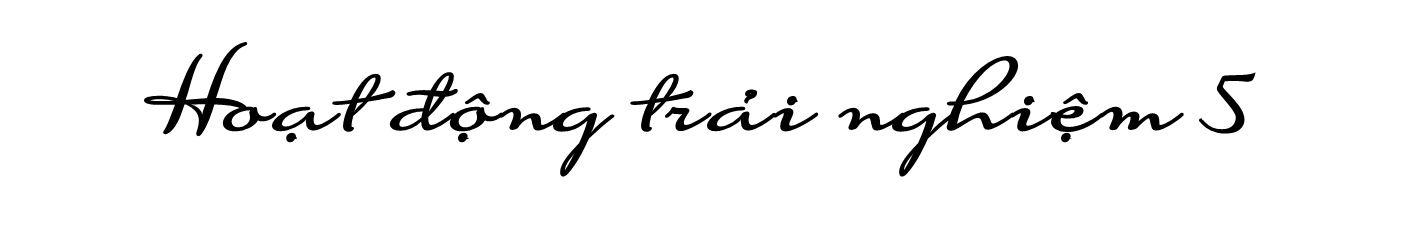 Hoạt động trải nghiệm 5